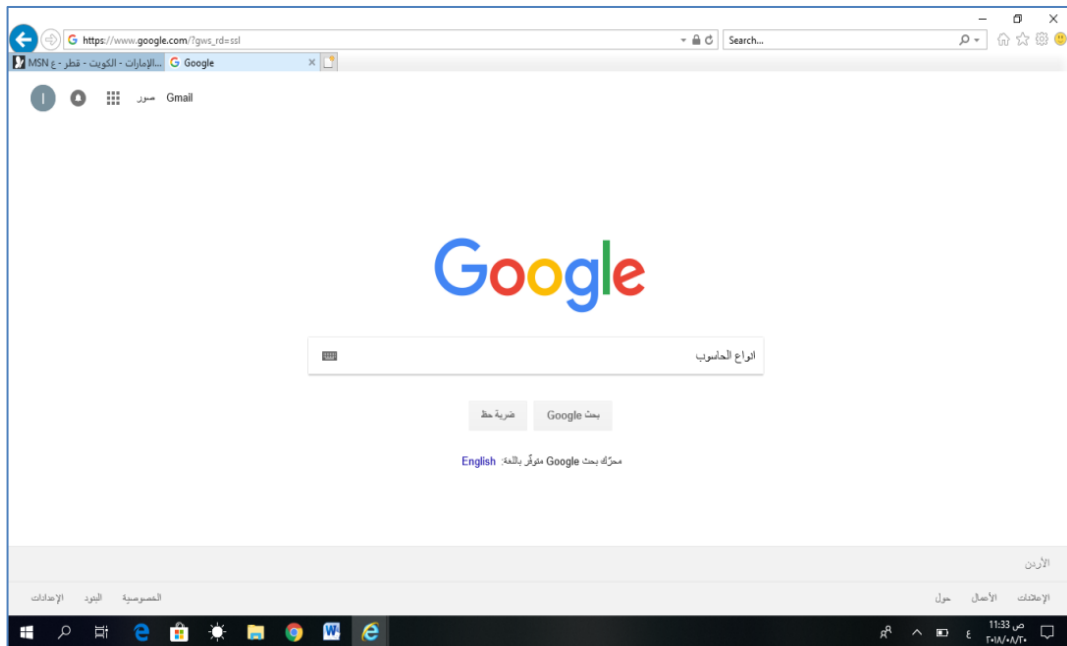 https://www.google.com/?gws_rd=ssl
Search...
MSN الإمارات - الكويت - قطر - ع...
Google
Gmail صور
I
Google
انواع الحاسوب
بحث Google ضربة حظ
محرّك بحث Google متوفّر باللغة: English
الأردن
الإعلانات الأعمال حول الخصوصية البنود الإعدادات
ع
11:33 ص
٢٠١٨/٠٨/٢٠